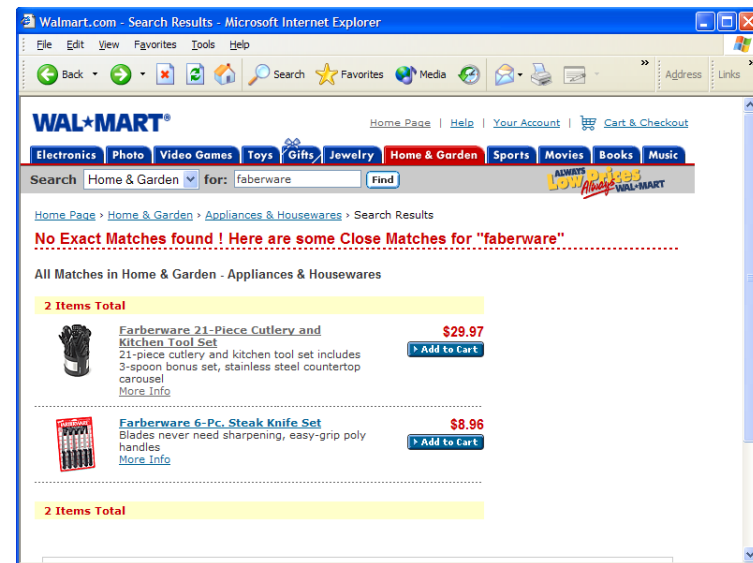 Walmart.com - Search Results - Microsoft Internet Explorer
File Edit View Favorites Tools Help
Back Search Favorites Media » Address Links »
WAL★MART®
Home Page | Help | Your Account | Cart & Checkout
Electronics Photo Video Games Toys Gifts Jewelry Home & Garden Sports Movies Books Music
Search Home & Garden for: faberware Find
ALWAYS LOW Prices Always WAL-MART
Home Page › Home & Garden › Appliances & Housewares › Search Results
No Exact Matches found ! Here are some Close Matches for "faberware"
All Matches in Home & Garden - Appliances & Housewares
2 Items Total
Farberware 21-Piece Cutlery and $29.97
Kitchen Tool Set
Add to Cart
21-piece cutlery and kitchen tool set includes
3-spoon bonus set, stainless steel countertop
carousel
More Info
Farberware 6-Pc. Steak Knife Set $8.96
Blades never need sharpening, easy-grip poly
handles
Add to Cart
More Info
2 Items Total